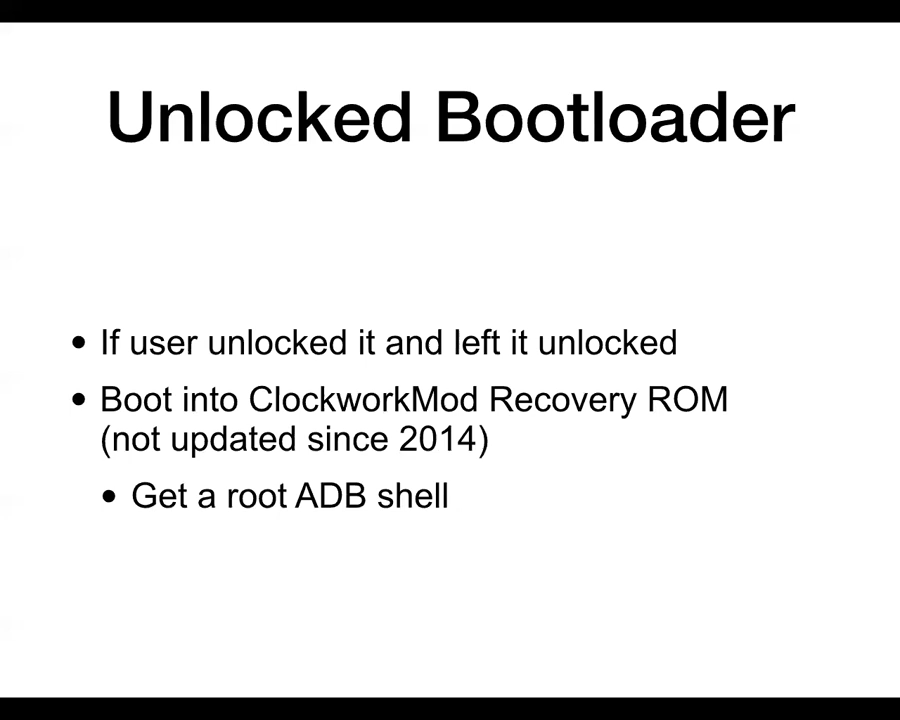 Unlocked Bootloader
• If user unlocked it and left it unlocked
• Boot into ClockworkMod Recovery ROM
(not updated since 2014)
• Get a root ADB shell